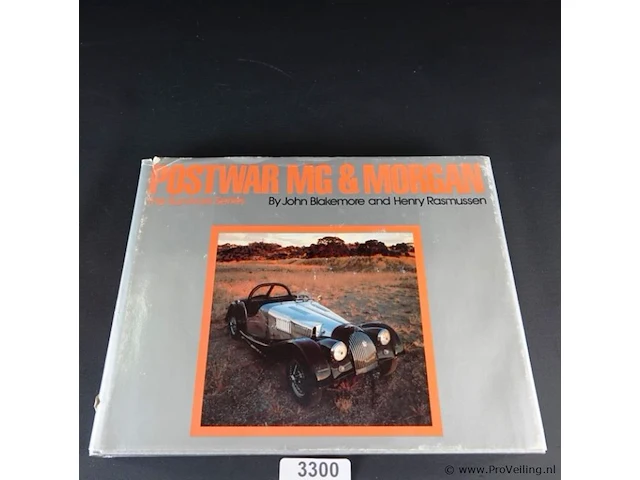 POSTWAR MG & MORGAN
By John Blakemore and Henry Rasmussen
3300
© www.ProVeiling.nl